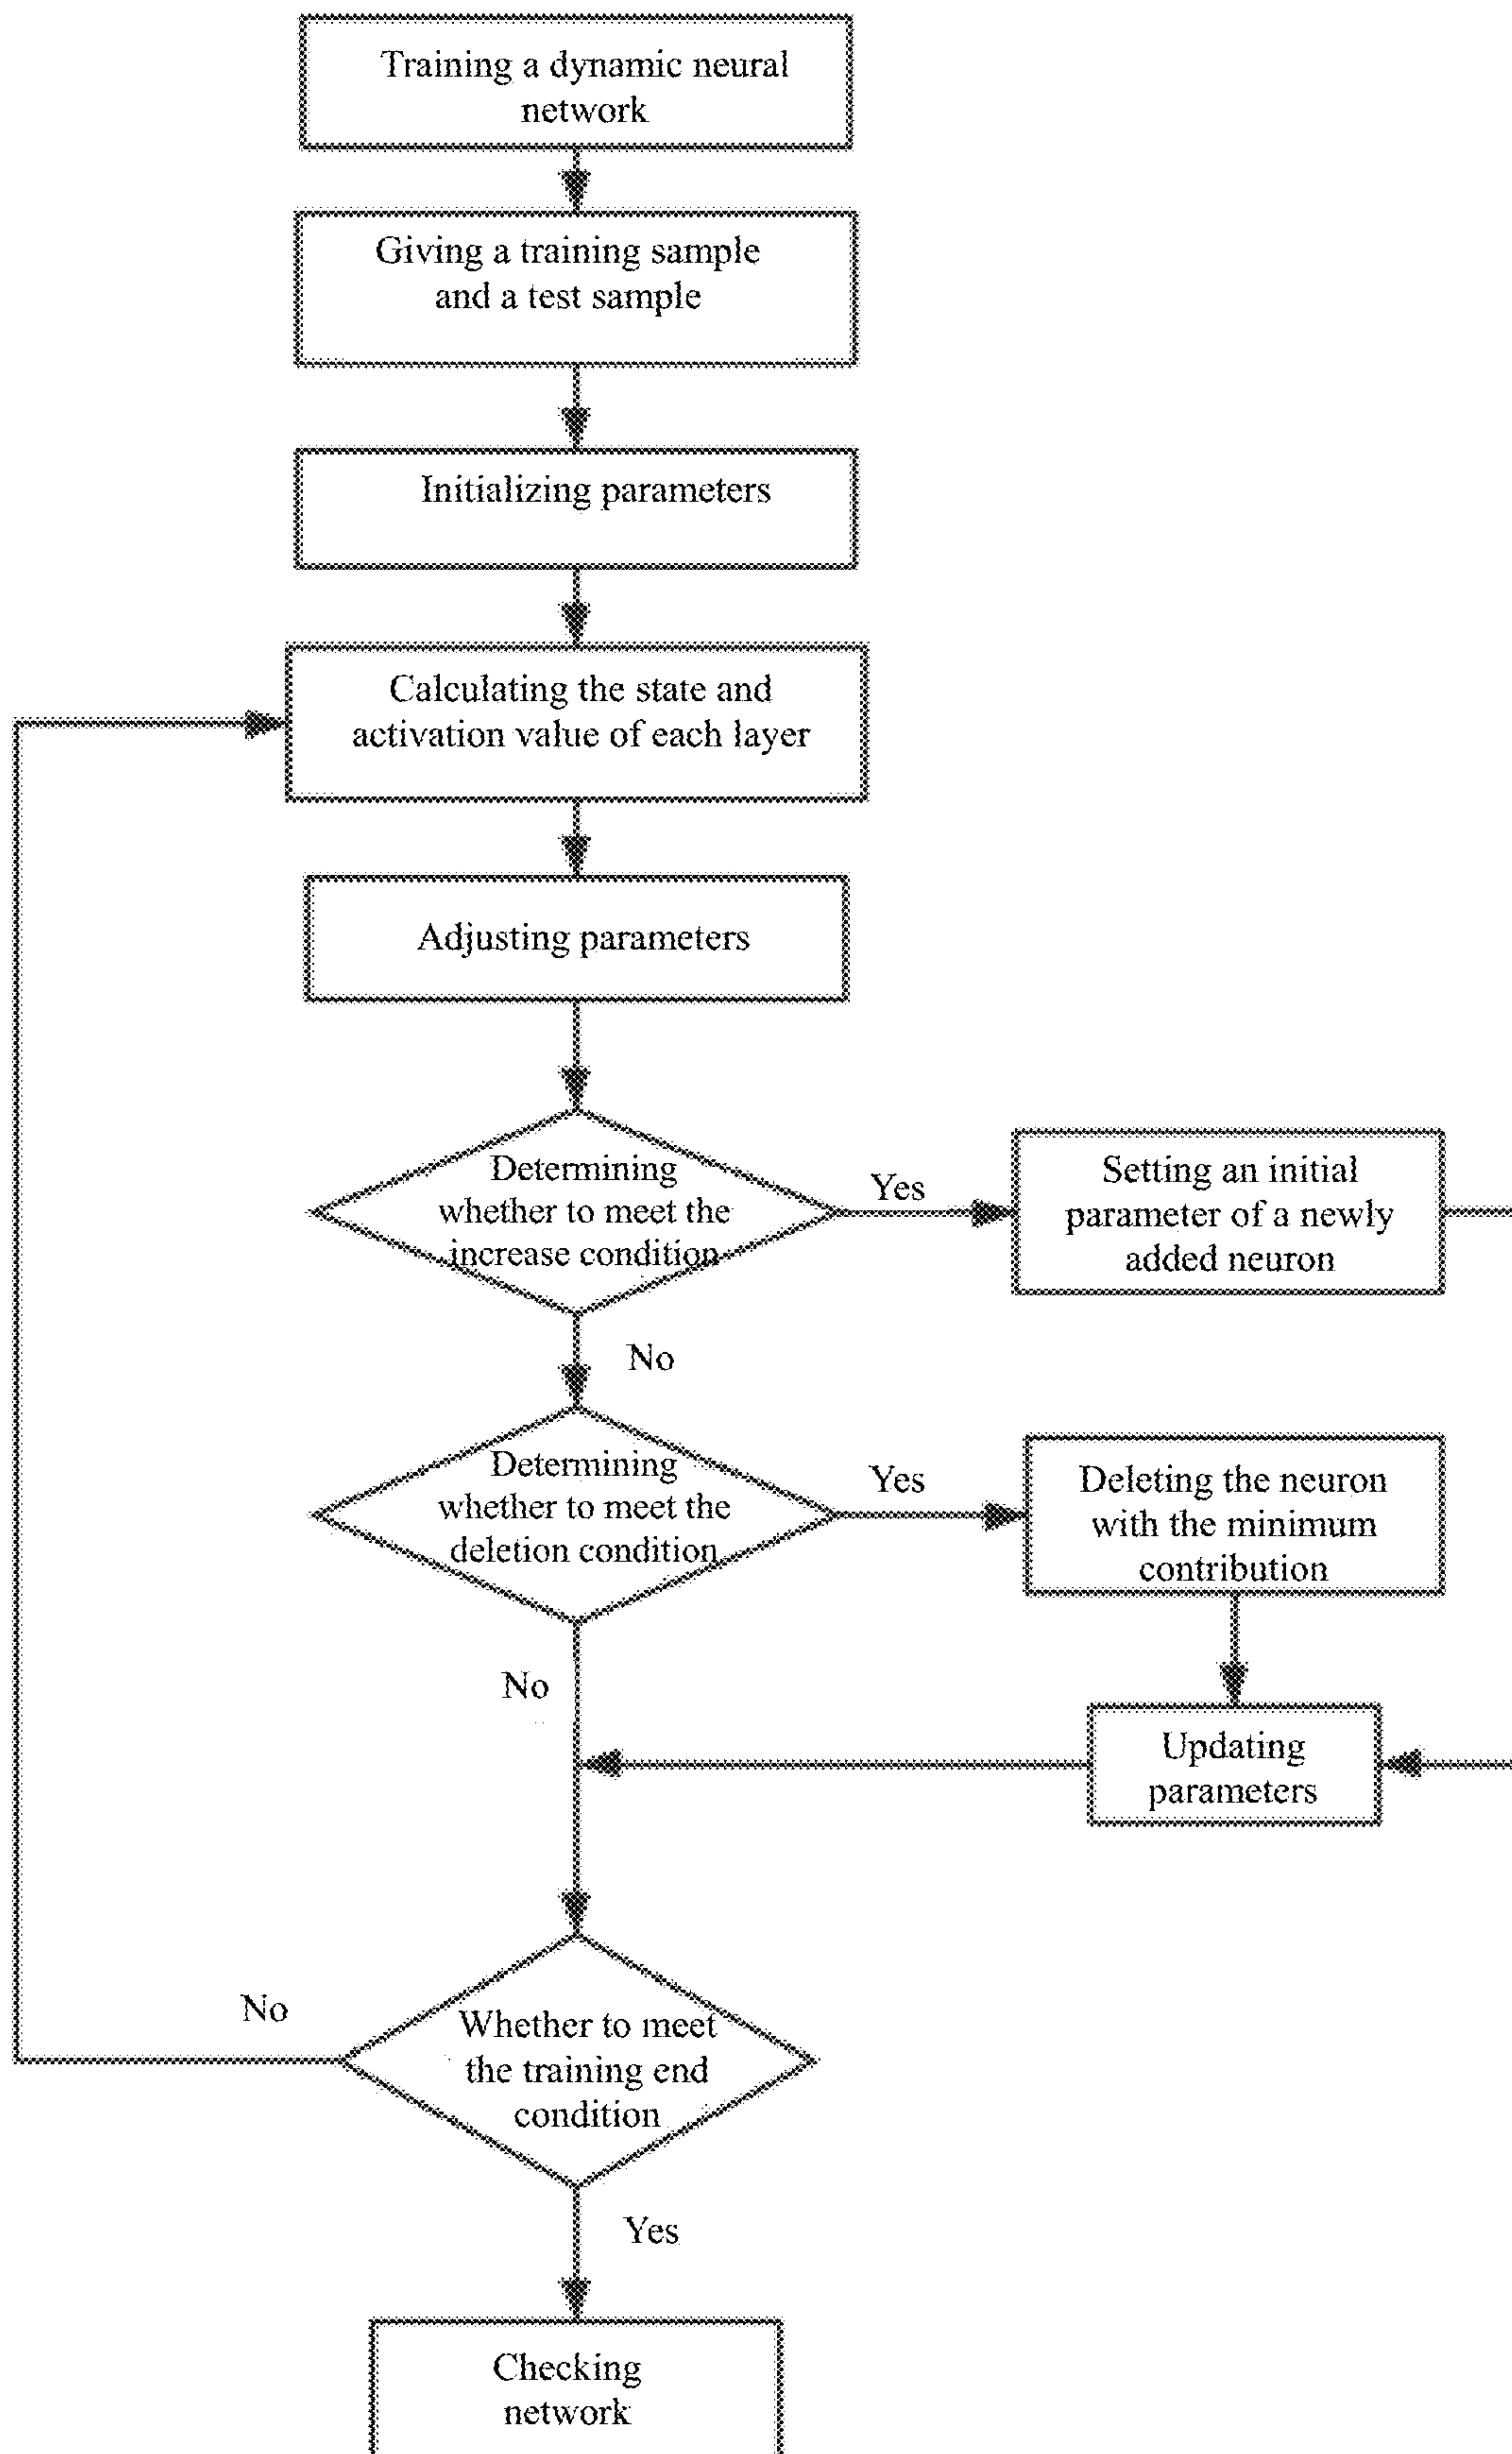 Training a dynamic neural
network
Giving a training sample
and a test sample
Initializing parameters
Calculating the state and
activation value of each layer
Adjusting parameters
Determining
whether to meet the
increase condition
Yes
Setting an initial
parameter of a newly
added neuron
No
Determining
whether to meet the
deletion condition
Yes
Deleting the neuron
with the minimum
contribution
No
Updating
parameters
No
Whether to meet
the training end
condition
Yes
Checking
network